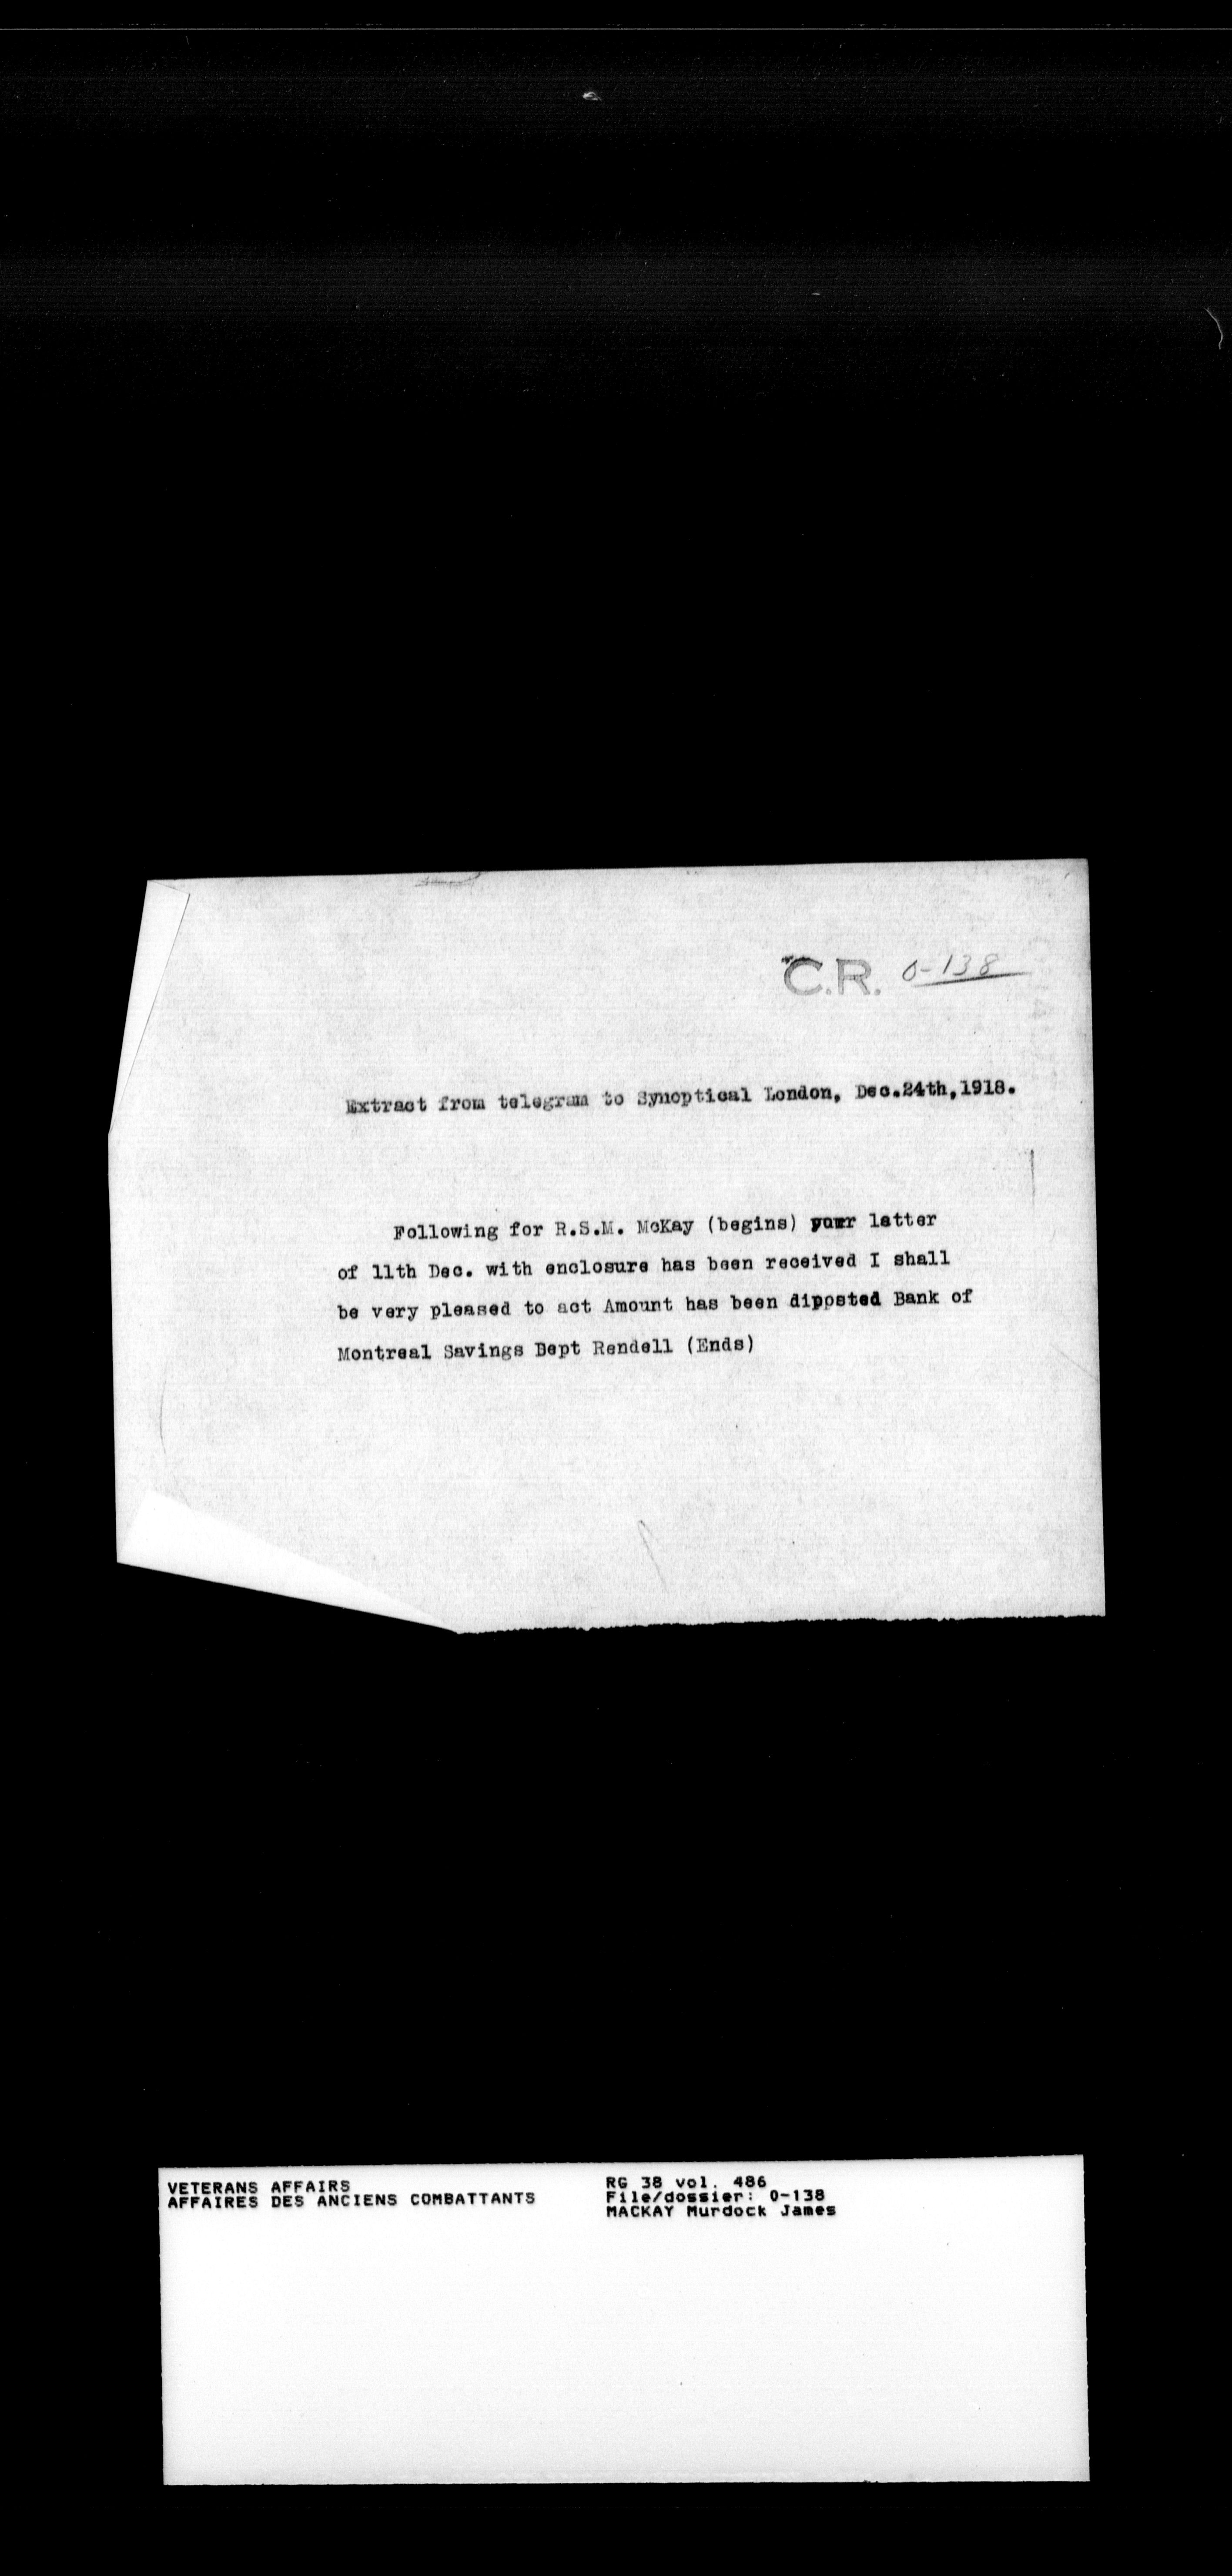 C.R. 0-138
Extract from telegram to Synoptical London, Dec.24th,1918.
Following for R.S.M. McKay (begins) your latter
of 11th Dec. with enclosure has been received I shall
be very pleased to act Amount has been dipposted Bank of
Montreal Savings Dept Rendell (Ends)
VETERANS AFFAIRS
AFFAIRES DES ANCIENS COMBATTANTS
RG 38 vol. 486
File/dossier: 0-138
MACKAY Murdock James